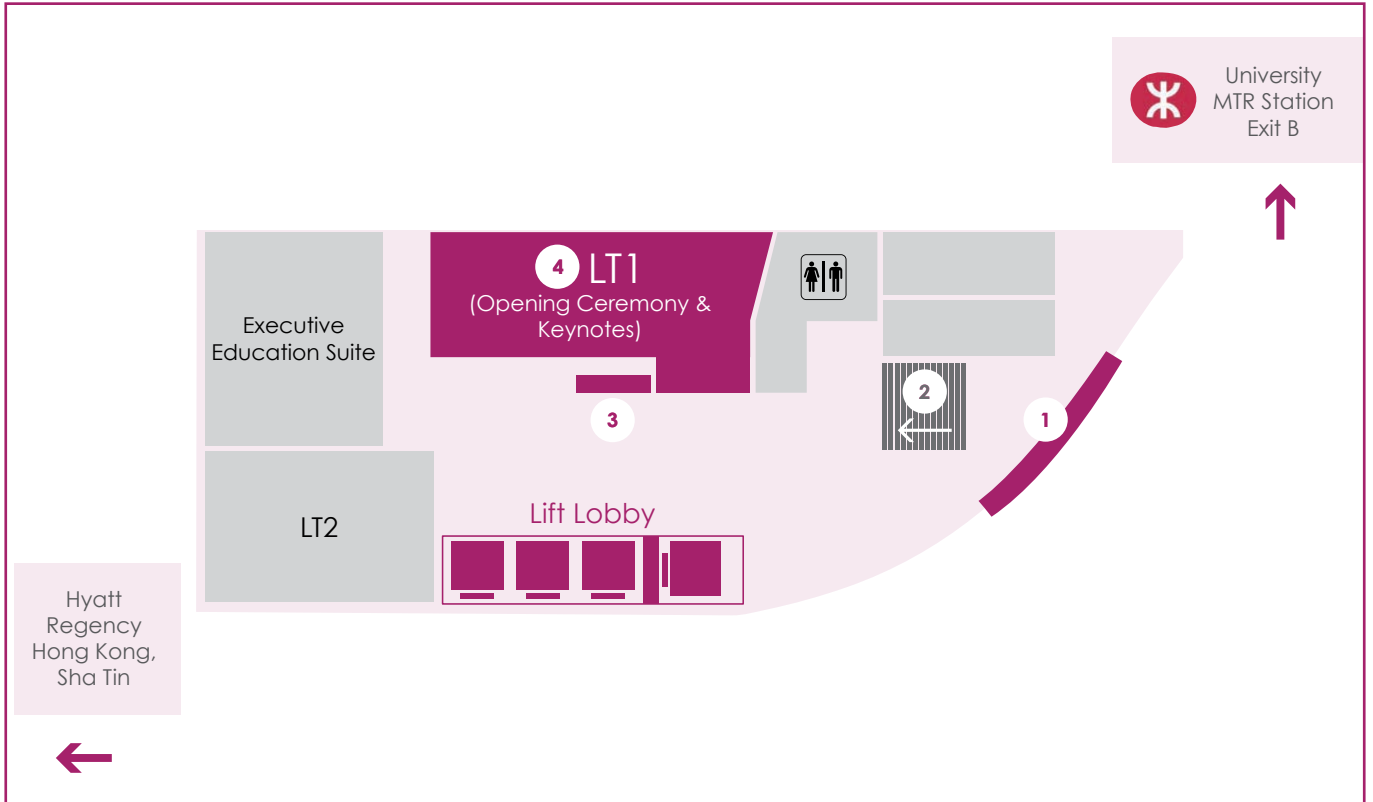 University
MTR Station
Exit B
4 LT1
(Opening Ceremony &
Keynotes)
Executive
Education Suite
2
3
1
Lift Lobby
LT2
Hyatt
Regency
Hong Kong,
Sha Tin